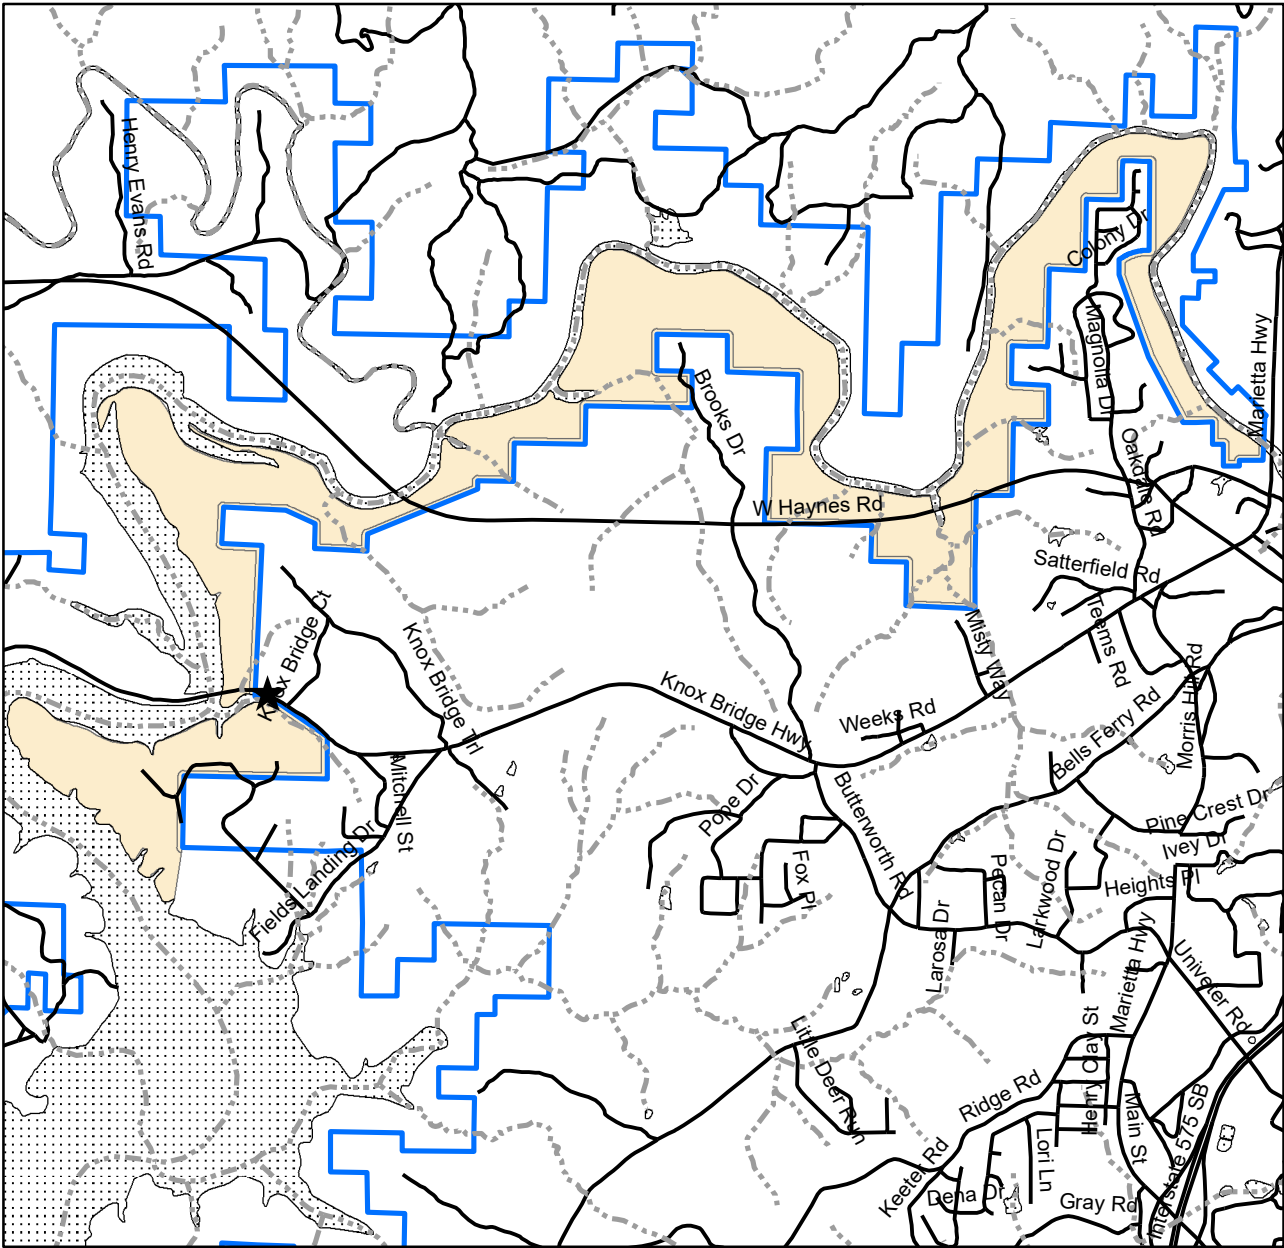 Henry Evans Rd
Colony Dr
Magnolia Dr
Marietta Hwy
Brooks Dr
Oakdale Rd
W Haynes Rd
Satterfield Rd
Teems Rd
Knox Bridge Ct
Knox Bridge Trl
Misty Way
Morris Hill Rd
Knox Bridge Hwy
Weeks Rd
Bells Ferry Rd
Mitchell St
Pope Dr
Butterworth Rd
Pine Crest Dr
Ivey Dr
Fields Landing Dr
Fox Pl
Pecan Dr
Larkwood Dr
Heights Pl
Larosa Dr
Marietta Hwy
Univeter Rd
Little Deer Run
Henry Clay St
Ridge Rd
Main St
Interstate 575 SB
Lori Ln
Keeter Rd
Dena Dr
Gray Rd